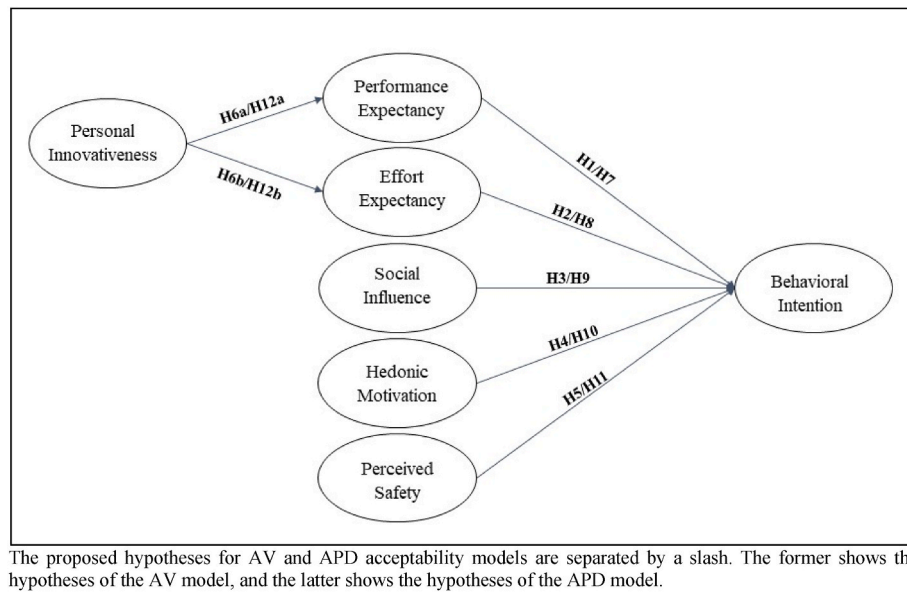 Performance
Expectancy
H6a/H12a
Personal
Innovativeness
H1/H7
Effort
Expectancy
H6b/H12b
H2/H8
Social
Influence
H3/H9
Behavioral
Intention
H4/H10
Hedonic
Motivation
H5/H11
Perceived
Safety
The proposed hypotheses for AV and APD acceptability models are separated by a slash. The former shows th
hypotheses of the AV model, and the latter shows the hypotheses of the APD model.